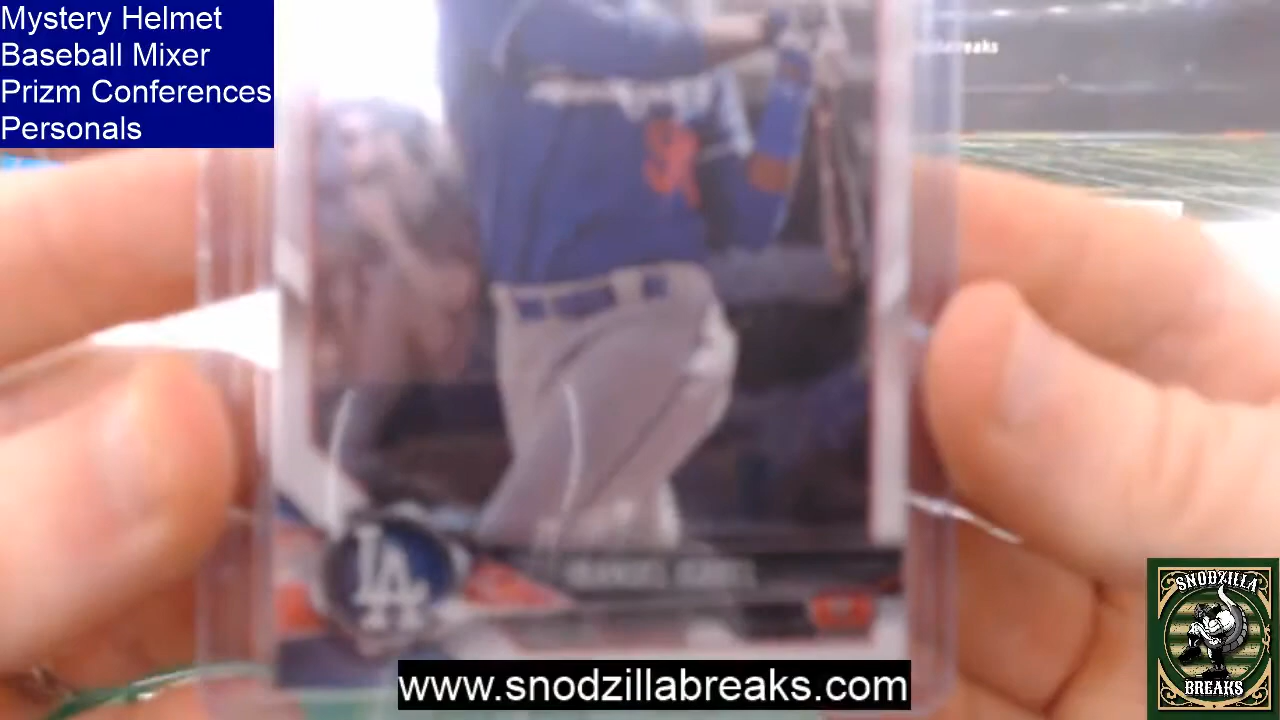 Mystery Helmet
Baseball Mixer
Prizm Conferences
Personals
LA
www.snodzillabreaks.com
SNODZILLA
BREAKS